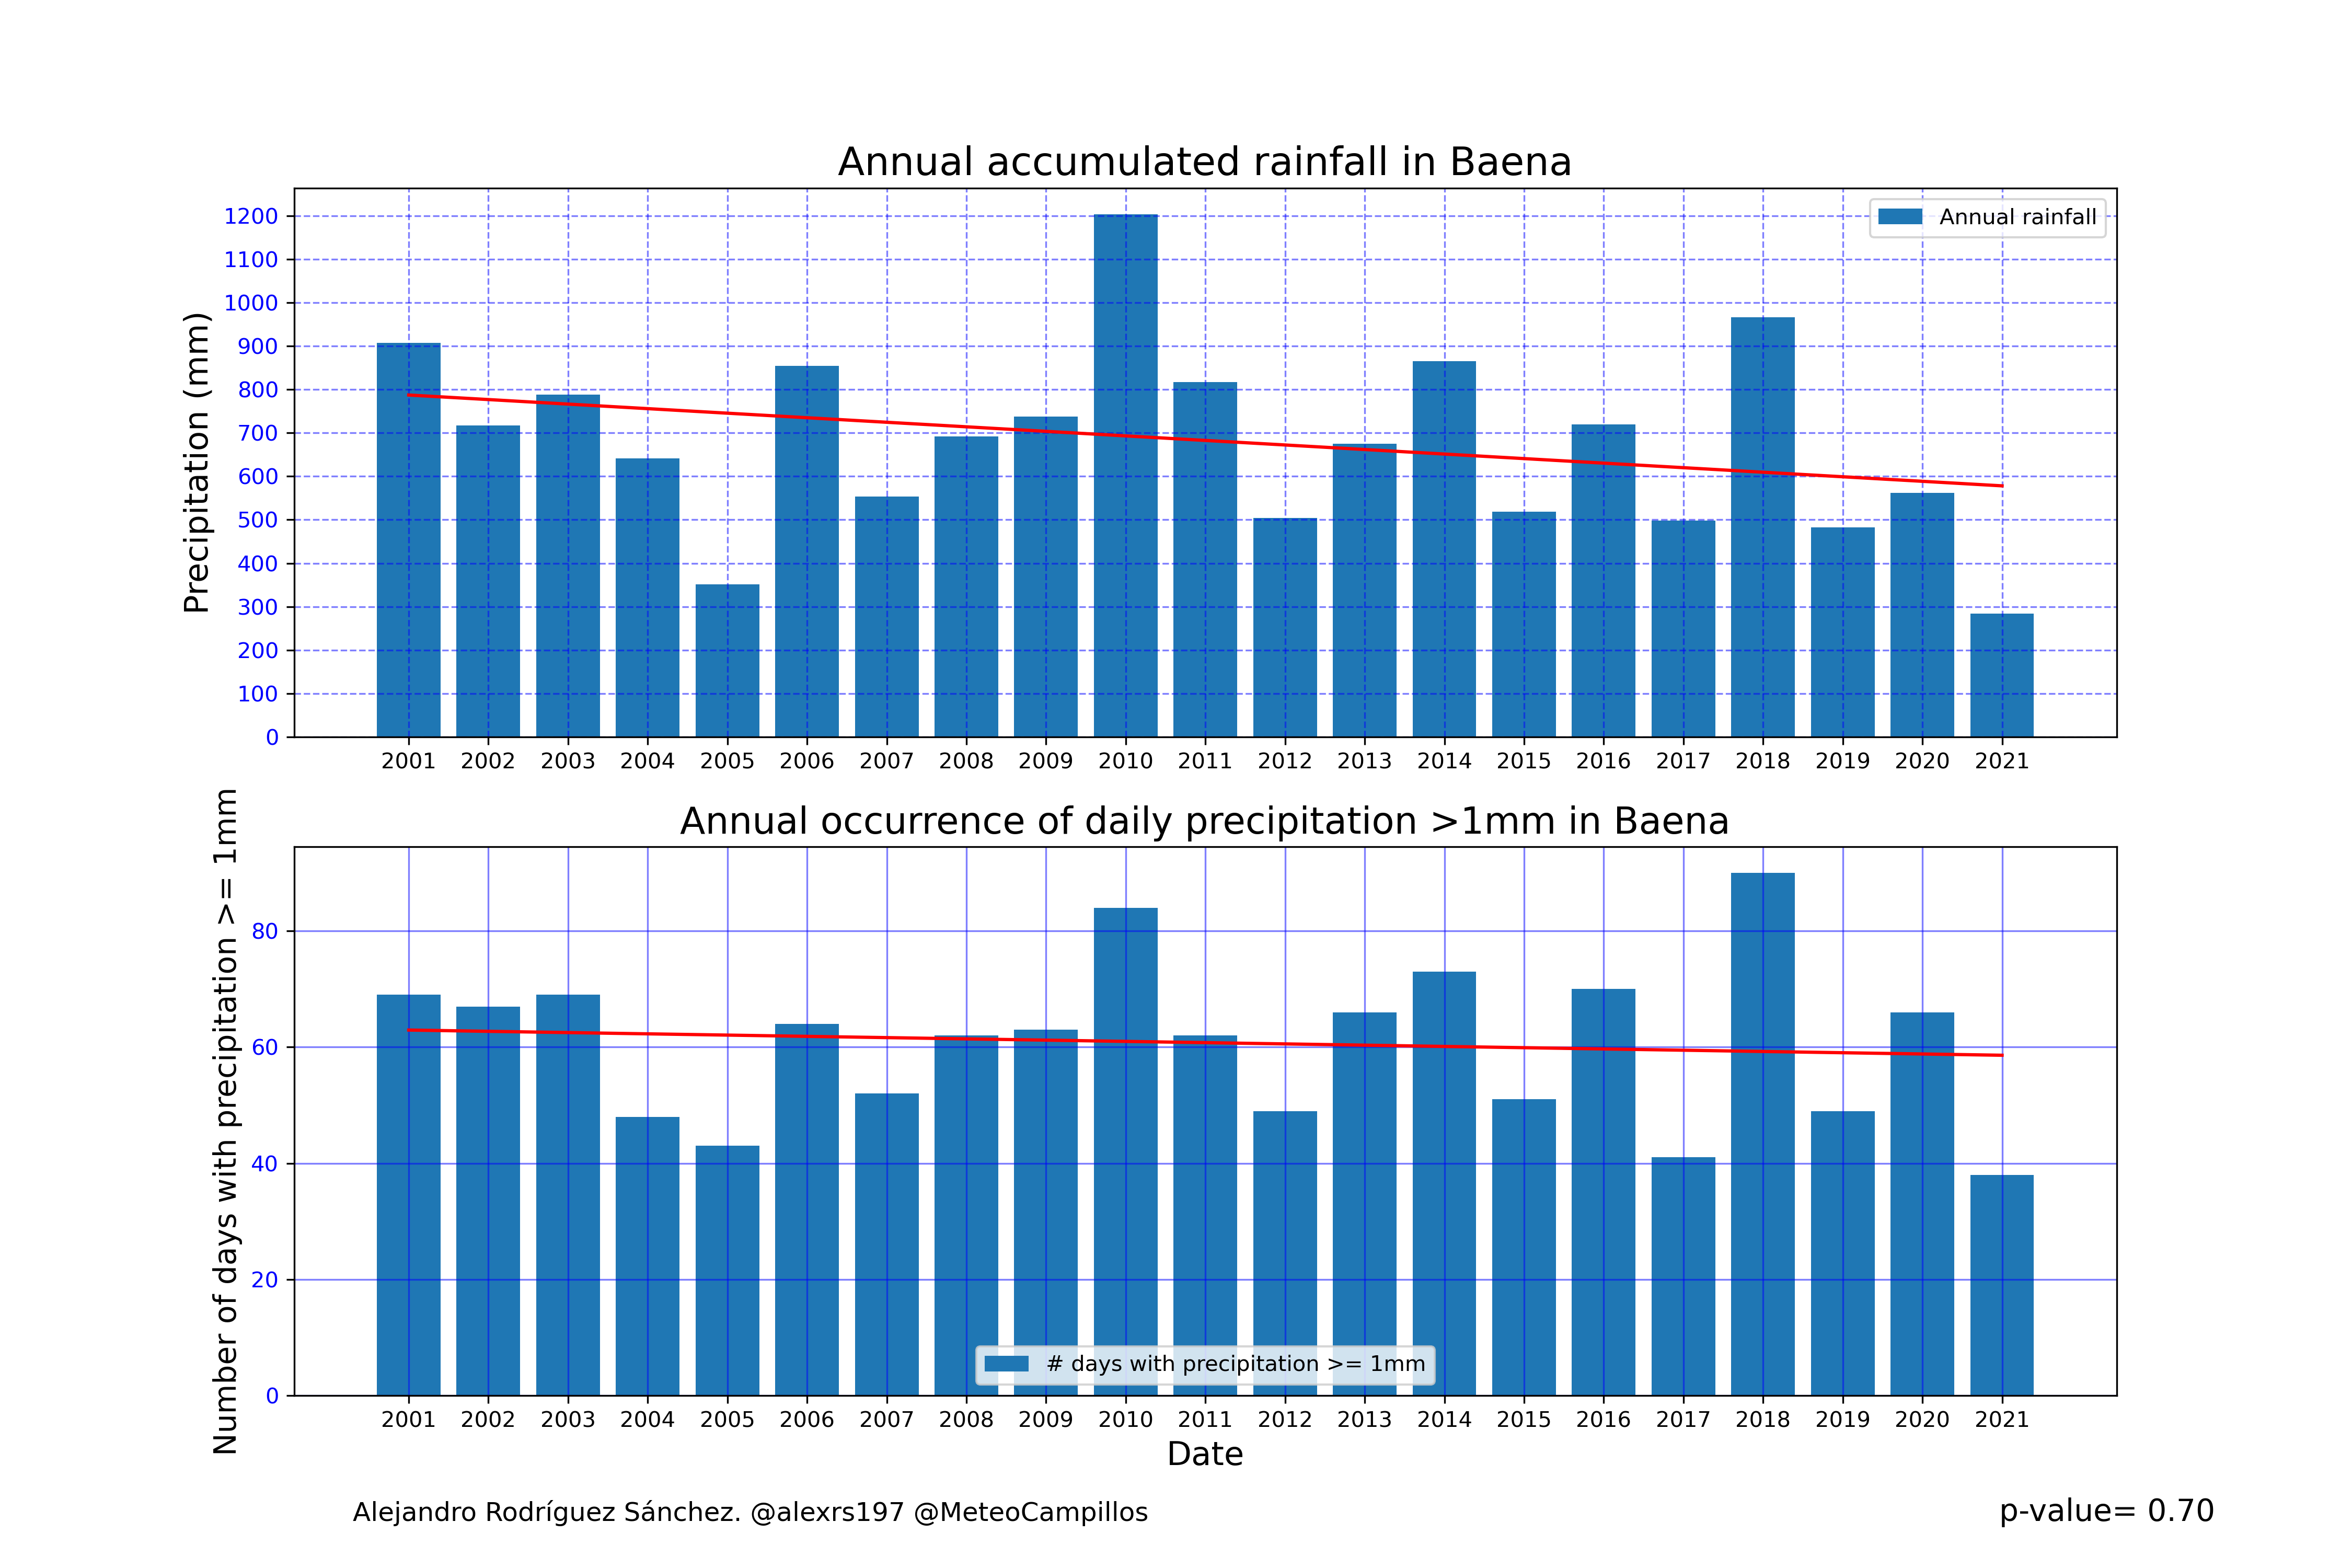 Annual accumulated rainfall in Baena
Precipitation (mm)
1200
1100
1000
900
800
700
600
500
400
300
200
100
0
Annual rainfall
2001 2002 2003 2004 2005 2006 2007 2008 2009 2010 2011 2012 2013 2014 2015 2016 2017 2018 2019 2020 2021
Annual occurrence of daily precipitation >1mm in Baena
Number of days with precipitation >= 1mm
80
60
40
20
0
# days with precipitation >= 1mm
2001 2002 2003 2004 2005 2006 2007 2008 2009 2010 2011 2012 2013 2014 2015 2016 2017 2018 2019 2020 2021
Date
Alejandro Rodríguez Sánchez. @alexrs197 @MeteoCampillos
p-value= 0.70